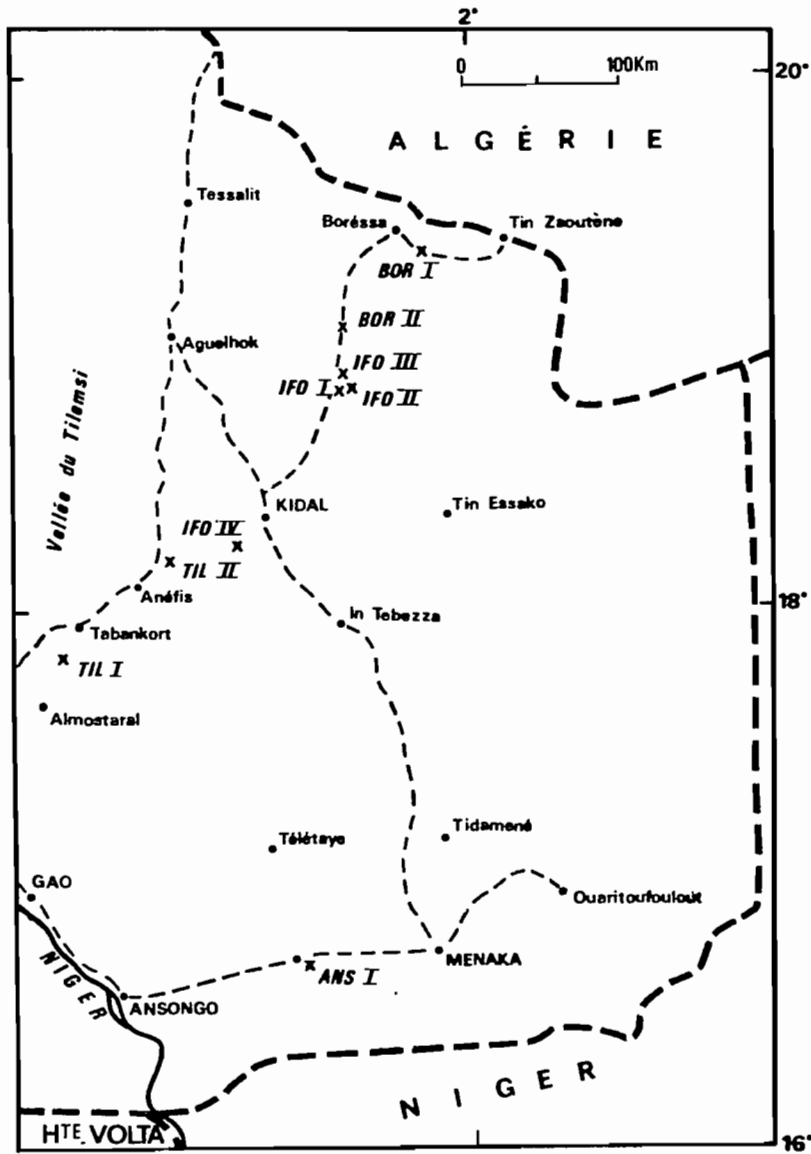 2°
0 100Km
20°
ALGÉRIE
Tessalit
Boréssa
Tin Zaoutène
BOR I
BOR II
Aguelhok
IFO III
IFO I
IFO II
Vallée du Tilemsi
KIDAL
Tin Essako
IFO IV
TIL II
Anéfis
18°
Tabankort
In Tebezza
TIL I
Almostaral
Télétaye
Tidamené
GAO
Ouaritoufoulout
NIGER
MENAKA
ANS I
ANSONGO
NIGER
HTE VOLTA
16°